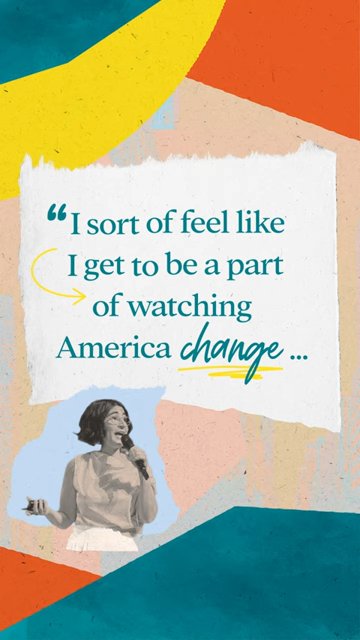 “I sort of feel like
I get to be a part
of watching
America change ...